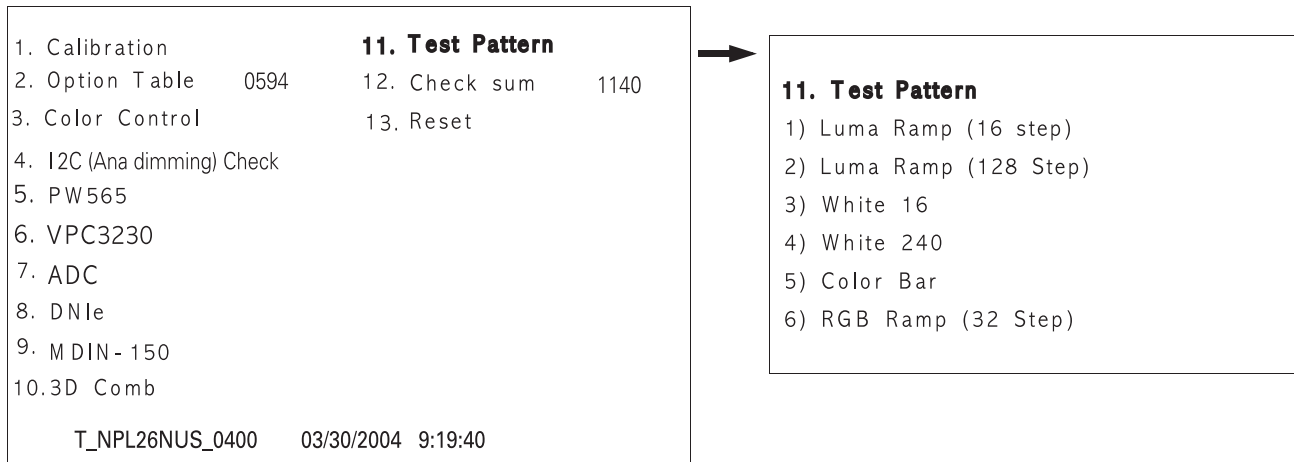 1. Calibration
2. Option Table 0594
3. Color Control
4. I2C (Ana dimming) Check
5. PW565
6. VPC3230
7. ADC
8. DNIe
9. MDIN-150
10.3D Comb
11. Test Pattern
12. Check sum 1140
13. Reset
T_NPL26NUS_0400 03/30/2004 9:19:40
11. Test Pattern
1) Luma Ramp (16 step)
2) Luma Ramp (128 Step)
3) White 16
4) White 240
5) Color Bar
6) RGB Ramp (32 Step)